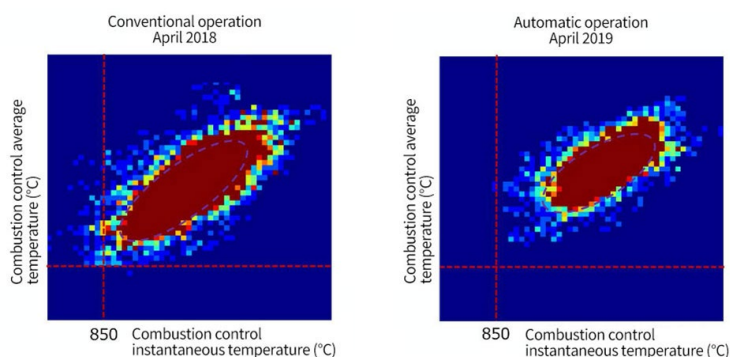 Conventional operation
April 2018
Combustion control average
temperature (°C)
850
Combustion control
instantaneous temperature (°C)
Automatic operation
April 2019
Combustion control average
temperature (°C)
850
Combustion control
instantaneous temperature (°C)